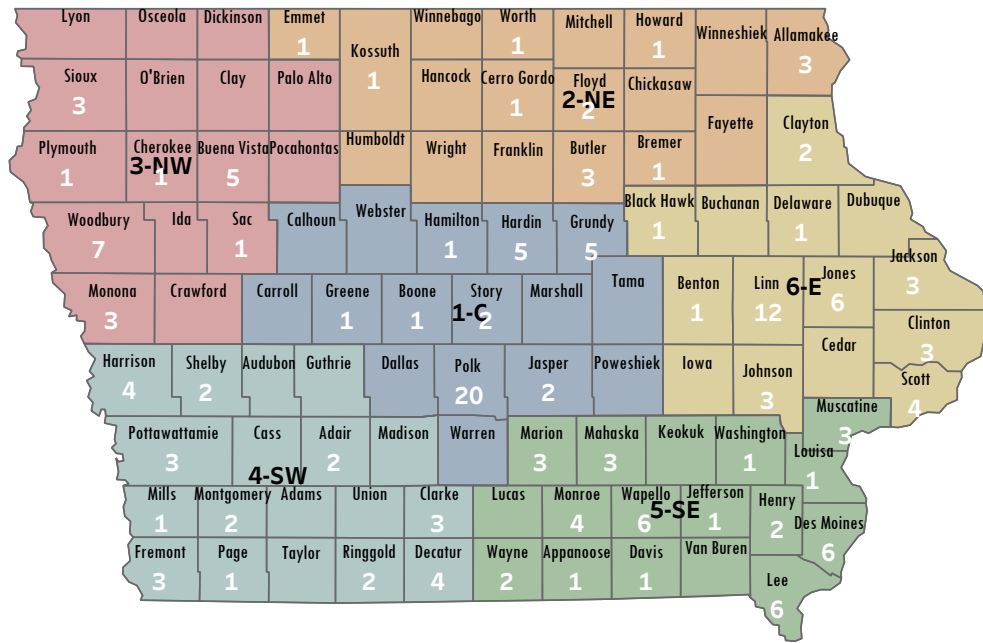 Lyon Osceola Dickinson Emmet 1
Kossuth 1
Winnebago Worth 1
Mitchell Howard 1
Winneshiek Allamakee 3
Sioux 3
O'Brien Clay Palo Alto
Hancock Cerro Gordo 1
Floyd 2
2-NE
Chickasaw
Plymouth 1
Cherokee 1
3-NW
Buena Vista 5
Pocahontas Humboldt Wright Franklin
Butler 3
Bremer 1
Fayette
Clayton 2
Woodbury 7
Ida
Sac 1
Calhoun Webster
Hamilton 1
Hardin 5
Grundy 5
Black Hawk 1
Buchanan
Delaware 1
Dubuque
Monona 3
Crawford Carroll
Greene 1
Boone 1
1-C
Story 2
Marshall Tama
Benton 1
Linn 12
6-E
Jones 6
Jackson 3
Clinton 3
Harrison 4
Shelby 2
Audubon Guthrie Dallas
Polk 20
Jasper 2
Poweshiek Iowa
Johnson 3
Cedar
Scott 4
Muscatine 3
Pottawattamie 3
Cass
4-SW
Adair 2
Madison Warren
Marion 3
Mahaska 3
Keokuk
Washington 1
Louisa 1
Mills 1
Montgomery 2
Adams Union
Clarke 3
Lucas
Monroe 4
Wapello 6
5-SE
Jefferson 1
Henry 2
Des Moines 6
Fremont 3
Page 1
Taylor
Ringgold 2
Decatur 4
Wayne 2
Appanoose 1
Davis 1
Van Buren
Lee 6